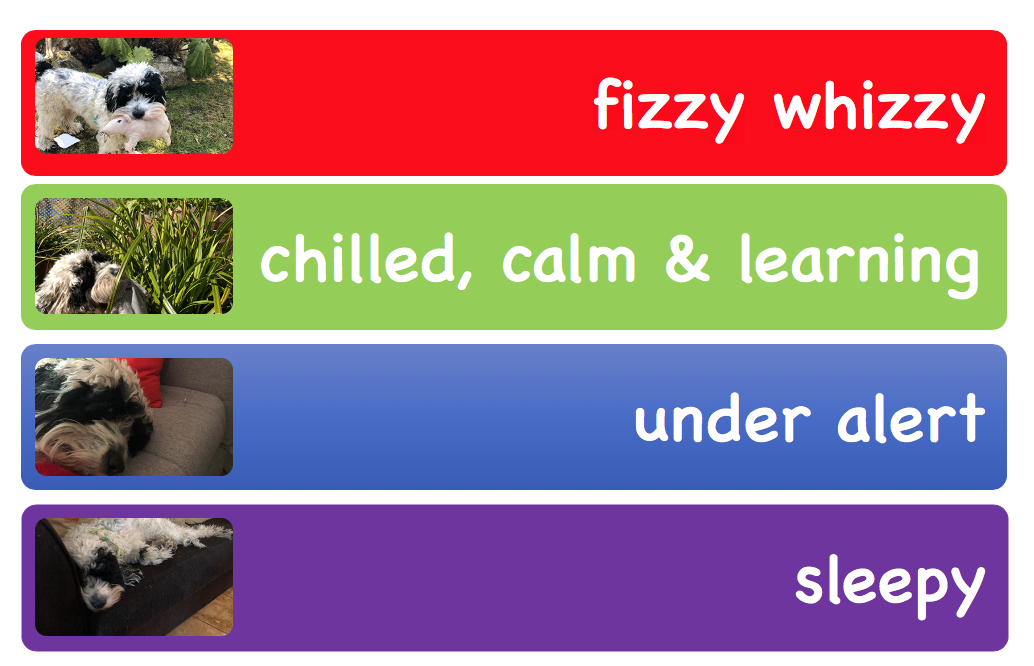 fizzy whizzy
chilled, calm & learning
under alert
sleepy